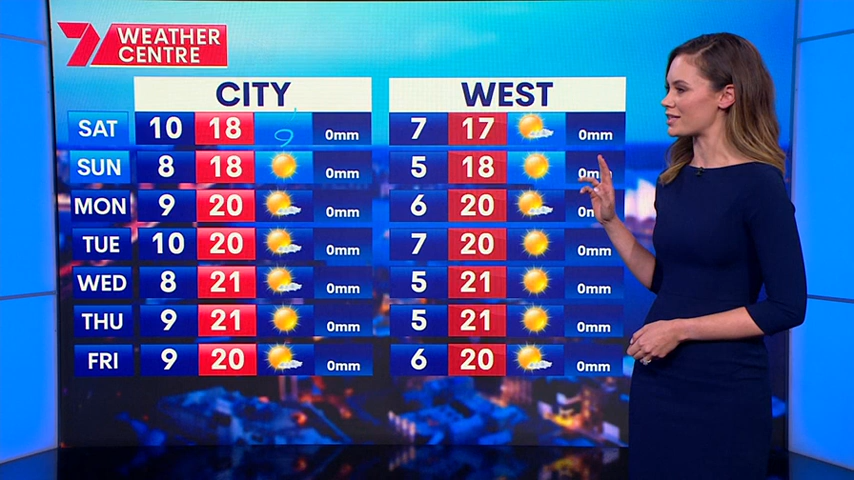 7 WEATHER
CENTRE
CITY WEST
SAT 10 18 0mm 7 17 0mm
SUN 8 18 0mm 5 18
MON 9 20 0mm 6 20
TUE 10 20 0mm 7 20 0mm
WED 8 21 0mm 5 21 0mm
THU 9 21 0mm 5 21 0mm
FRI 9 20 0mm 6 20 0mm